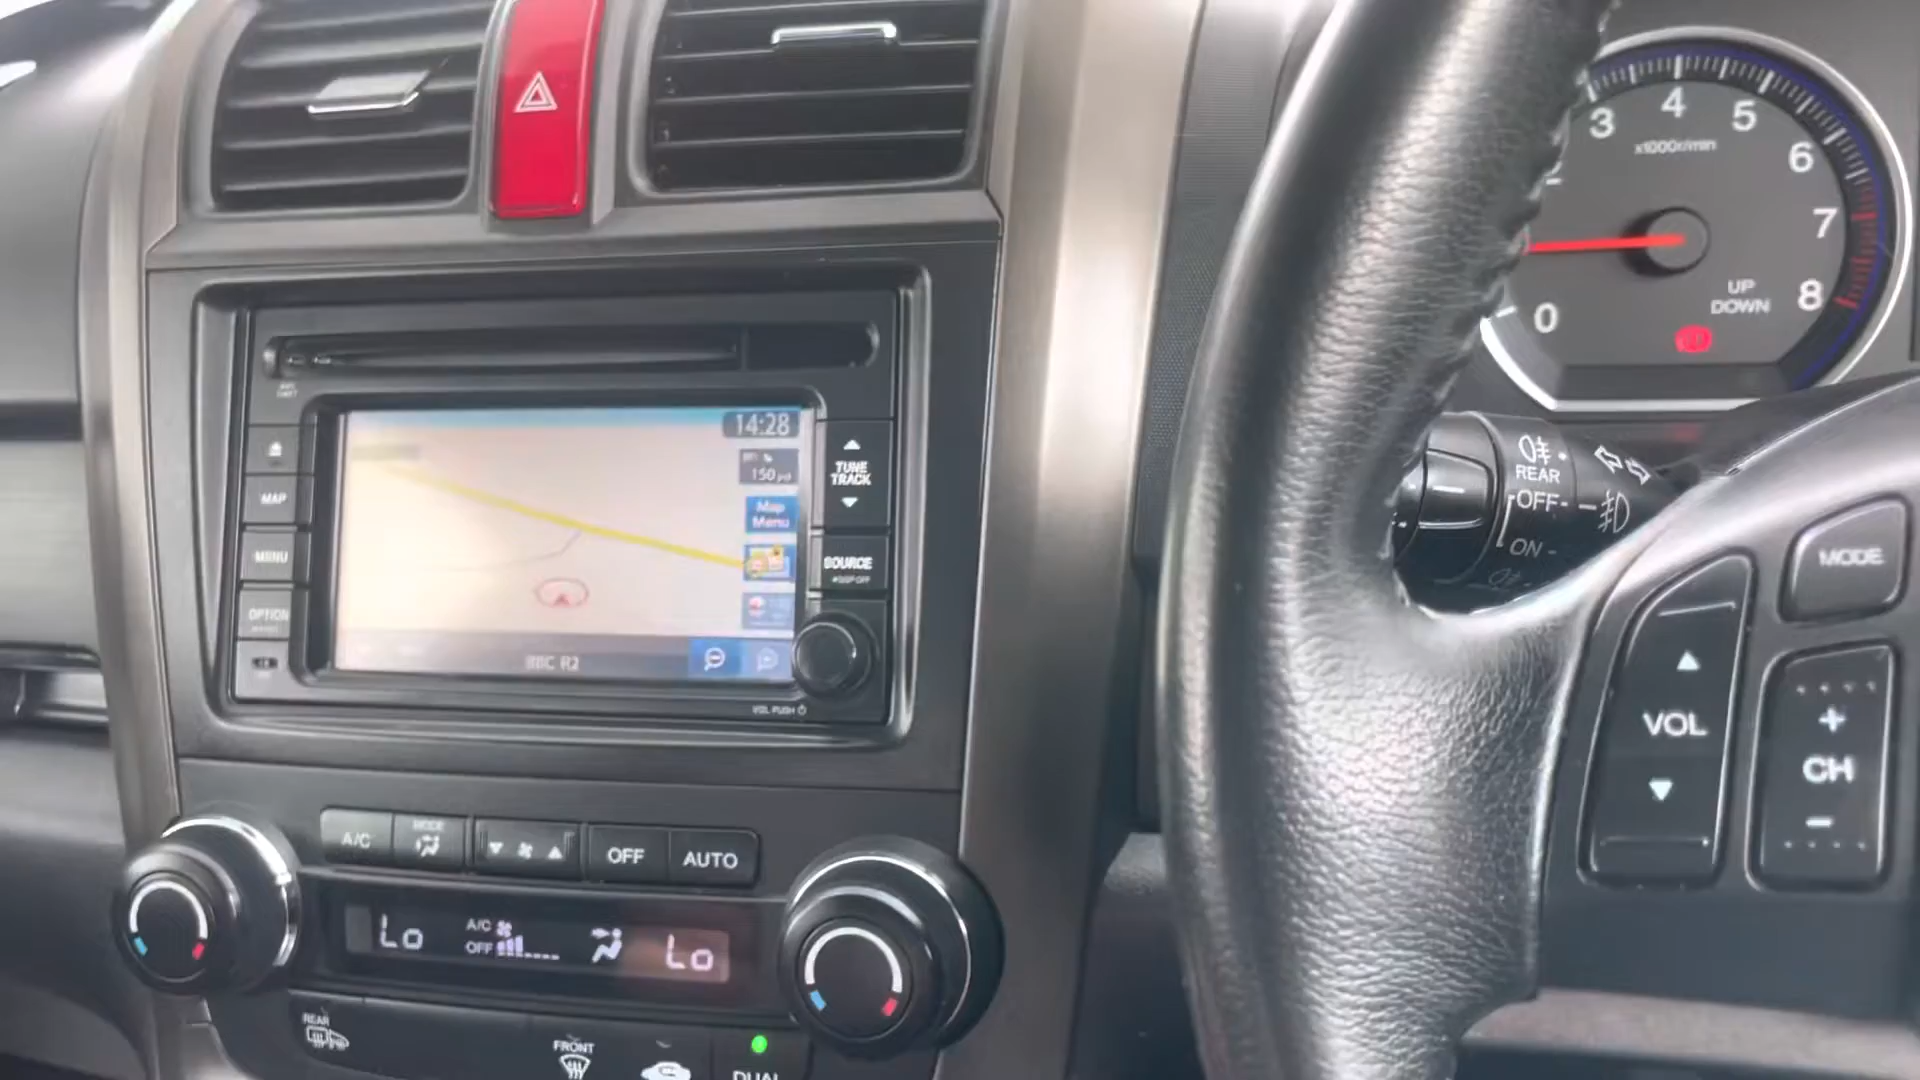 3
4
5
6
7
8
0
x1000r/min
UP
DOWN
14:28
150 yd
Map
Menu
BBC R2
MAP
MENU
OPTION
TUNE
TRACK
SOURCE
VOL PUSH
REAR
OFF
ON
MODE
VOL
+
CH
-
A/C
MODE
OFF
AUTO
Lo
A/C
OFF
Lo
REAR
FRONT
DUAL